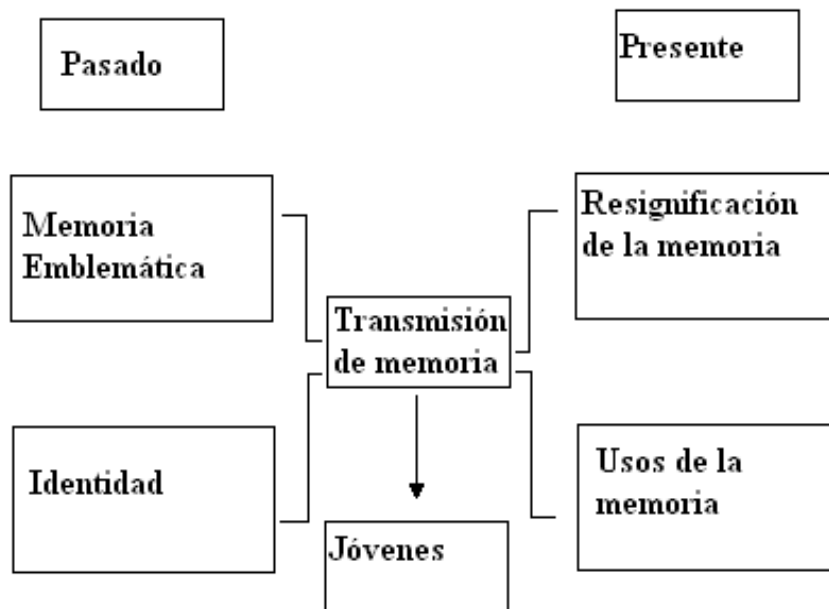 Pasado
Presente
Memoria
Emblemática
Resignificación
de la memoria
Transmisión
de memoria
Identidad
Usos de la
memoria
Jóvenes